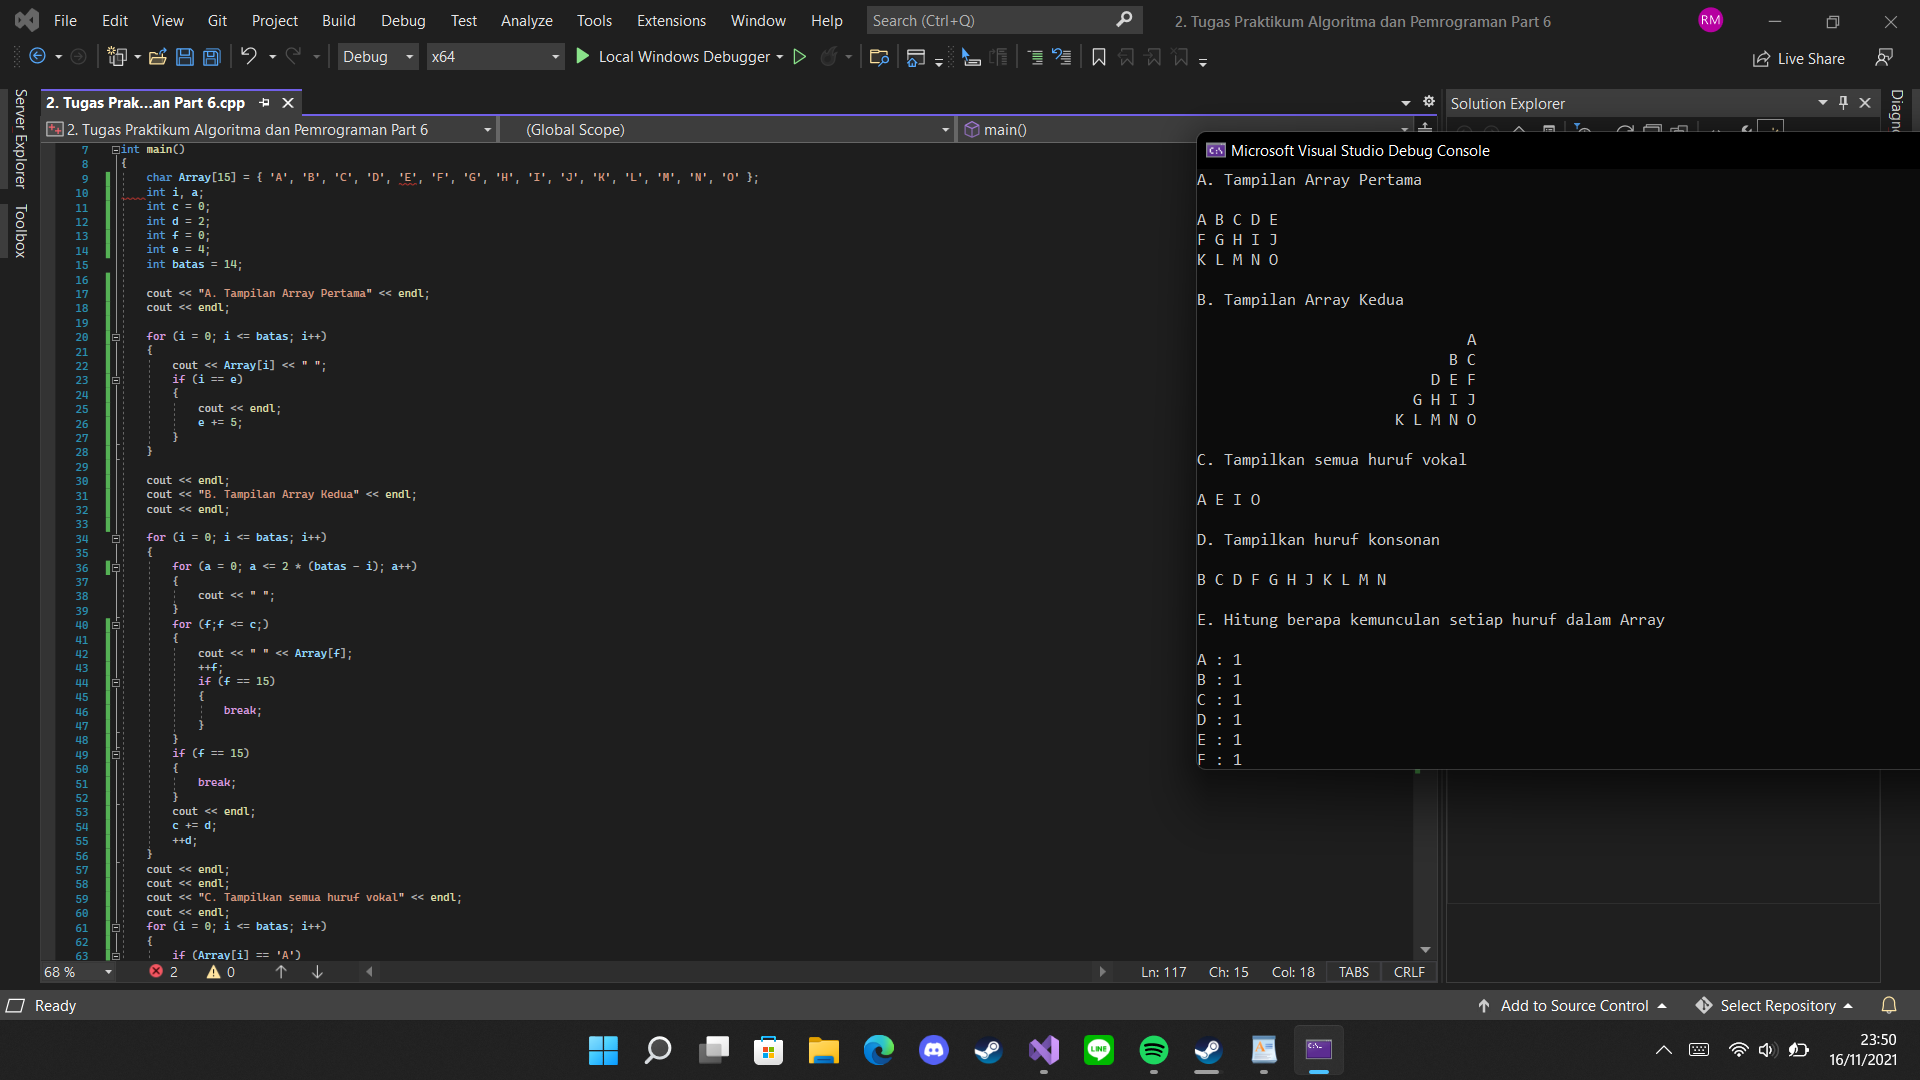 File Edit View Git Project Build Debug Test Analyze Tools Extensions Window Help Search (Ctrl+Q) 2. Tugas Praktikum Algoritma dan Pemrograman Part 6 RM
Debug x64 Local Windows Debugger Live Share
Server Explorer
Toolbox
2. Tugas Prak...an Part 6.cpp
2. Tugas Praktikum Algoritma dan Pemrograman Part 6 (Global Scope) main()
7 int main()
8 {
9 char Array[15] = { 'A', 'B', 'C', 'D', 'E', 'F', 'G', 'H', 'I', 'J', 'K', 'L', 'M', 'N', 'O' };
10 int i, a;
11 int c = 0;
12 int d = 2;
13 int f = 0;
14 int e = 4;
15 int batas = 14;
16
17 cout << "A. Tampilan Array Pertama" << endl;
18 cout << endl;
19
20 for (i = 0; i <= batas; i++)
21 {
22 cout << Array[i] << " ";
23 if (i == e)
24 {
25 cout << endl;
26 e += 5;
27 }
28 }
29
30 cout << endl;
31 cout << "B. Tampilan Array Kedua" << endl;
32 cout << endl;
33
34 for (i = 0; i <= batas; i++)
35 {
36 for (a = 0; a <= 2 * (batas - i); a++)
37 {
38 cout << " ";
39 }
40 for (f;f <= c;)
41 {
42 cout << " " << Array[f];
43 ++f;
44 if (f == 15)
45 {
46 break;
47 }
48 }
49 if (f == 15)
50 {
51 break;
52 }
53 cout << endl;
54 c += d;
55 ++d;
56 }
57 cout << endl;
58 cout << endl;
59 cout << "C. Tampilkan semua huruf vokal" << endl;
60 cout << endl;
61 for (i = 0; i <= batas; i++)
62 {
63 if (Array[i] == 'A')
68 % 2 0 Ln: 117 Ch: 15 Col: 18 TABS CRLF
Solution Explorer
Microsoft Visual Studio Debug Console
A. Tampilan Array Pertama
A B C D E
F G H I J
K L M N O
B. Tampilan Array Kedua
A
B C
D E F
G H I J
K L M N O
C. Tampilkan semua huruf vokal
A E I O
D. Tampilkan huruf konsonan
B C D F G H J K L M N
E. Hitung berapa kemunculan setiap huruf dalam Array
A : 1
B : 1
C : 1
D : 1
E : 1
F : 1
Ready Add to Source Control Select Repository
LINE
23:50
16/11/2021